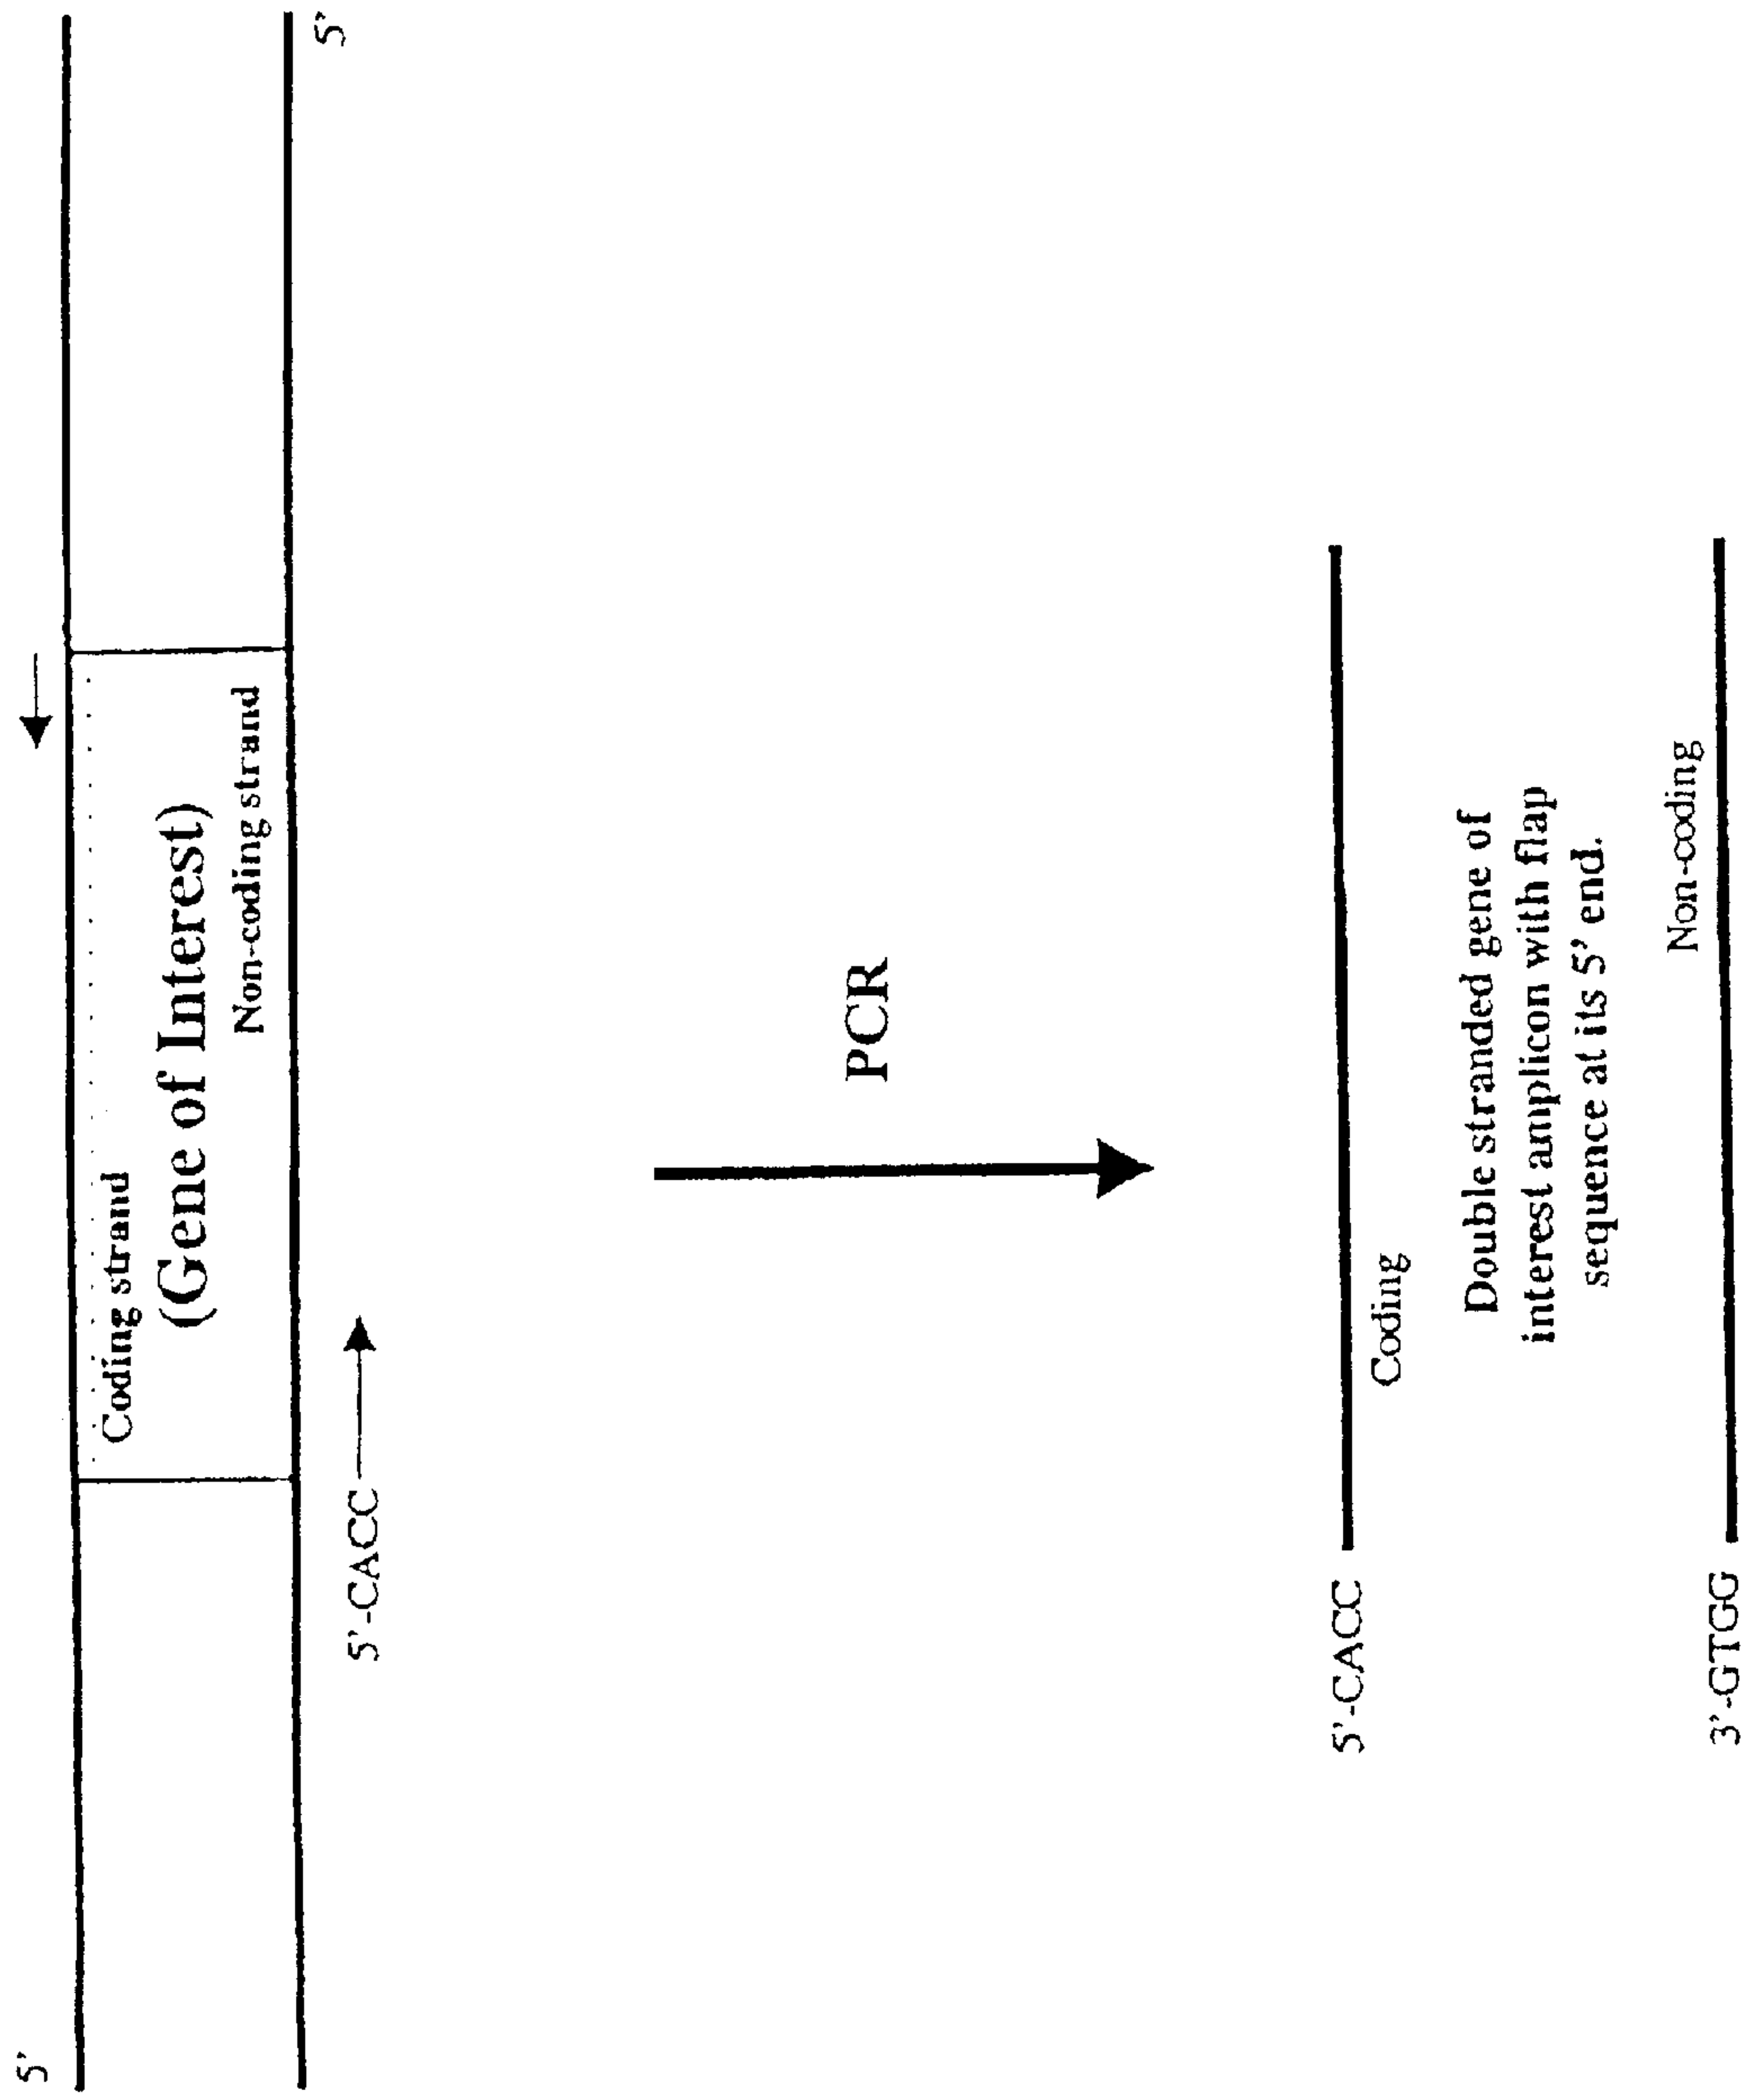 5'
Coding strand
(Gene of Interest)
Non-coding strand
5'
5'-CACC
PCR
5'-CACC
Coding
Double stranded gene of
interest amplicon with flap
sequence at its 5' end.
Non-coding
3'-GTGG